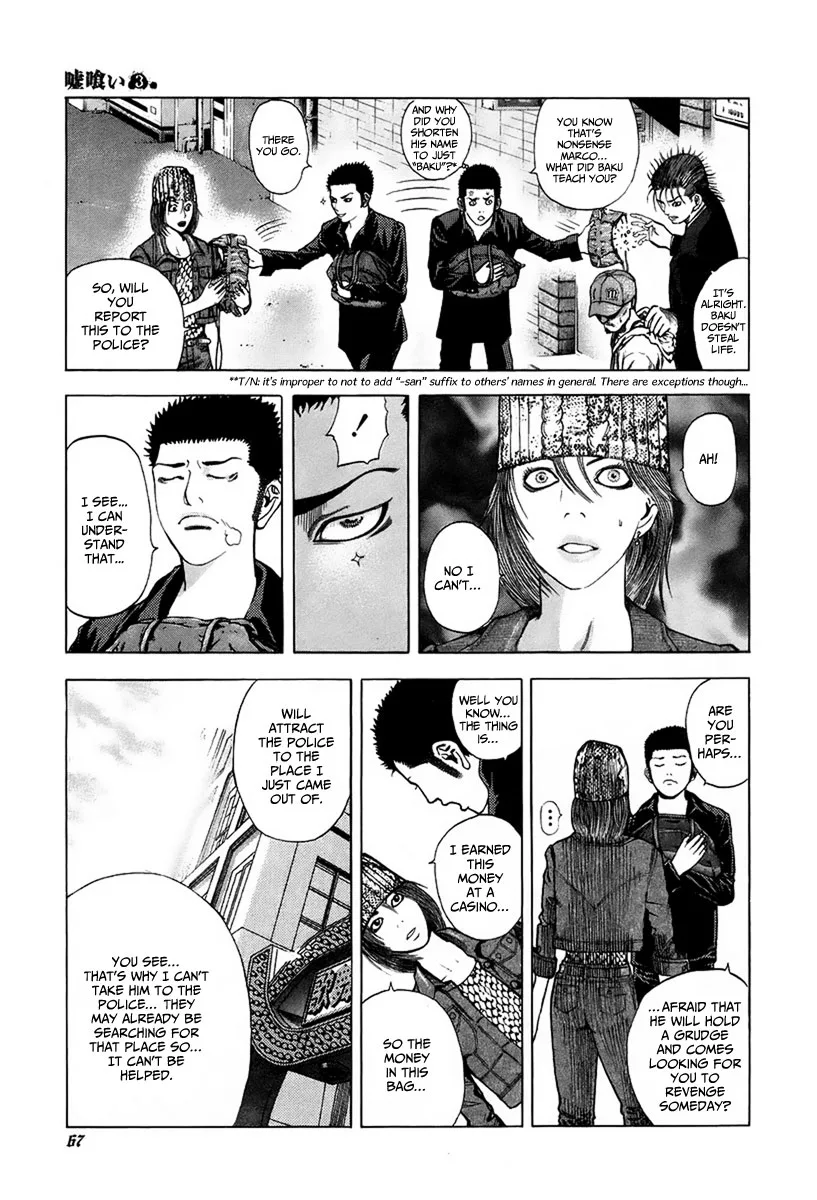 嘘喰い 3
YOU KNOW
THAT'S
NONSENSE
MARCO...
WHAT DID BAKU
TEACH YOU?
AND WHY
DID YOU
SHORTEN
HIS NAME
TO JUST
"BAKU"?*
IT'S
ALRIGHT.
BAKU
DOESN'T
STEAL
LIFE.
THERE
YOU GO.
SO, WILL
YOU
REPORT
THIS TO THE
POLICE?
**T/N: it's improper to not to add "-san" suffix to others' names in general. There are exceptions though...
AH!
NO I
CAN'T...
!
I SEE...
I CAN
UNDER-
STAND
THAT...
ARE
YOU
PER-
HAPS...
...
...AFRAID THAT
HE WILL HOLD
A GRUDGE
AND COMES
LOOKING FOR
YOU TO
REVENGE
SOMEDAY?
WELL YOU
KNOW...
THE THING
IS...
I EARNED
THIS
MONEY
AT A
CASINO...
SO THE
MONEY
IN THIS
BAG...
WILL
ATTRACT
THE POLICE
TO THE
PLACE I
JUST CAME
OUT OF.
YOU SEE...
THAT'S WHY I CAN'T
TAKE HIM TO THE
POLICE... THEY
MAY ALREADY BE
SEARCHING FOR
THAT PLACE SO...
IT CAN'T BE
HELPED.
67